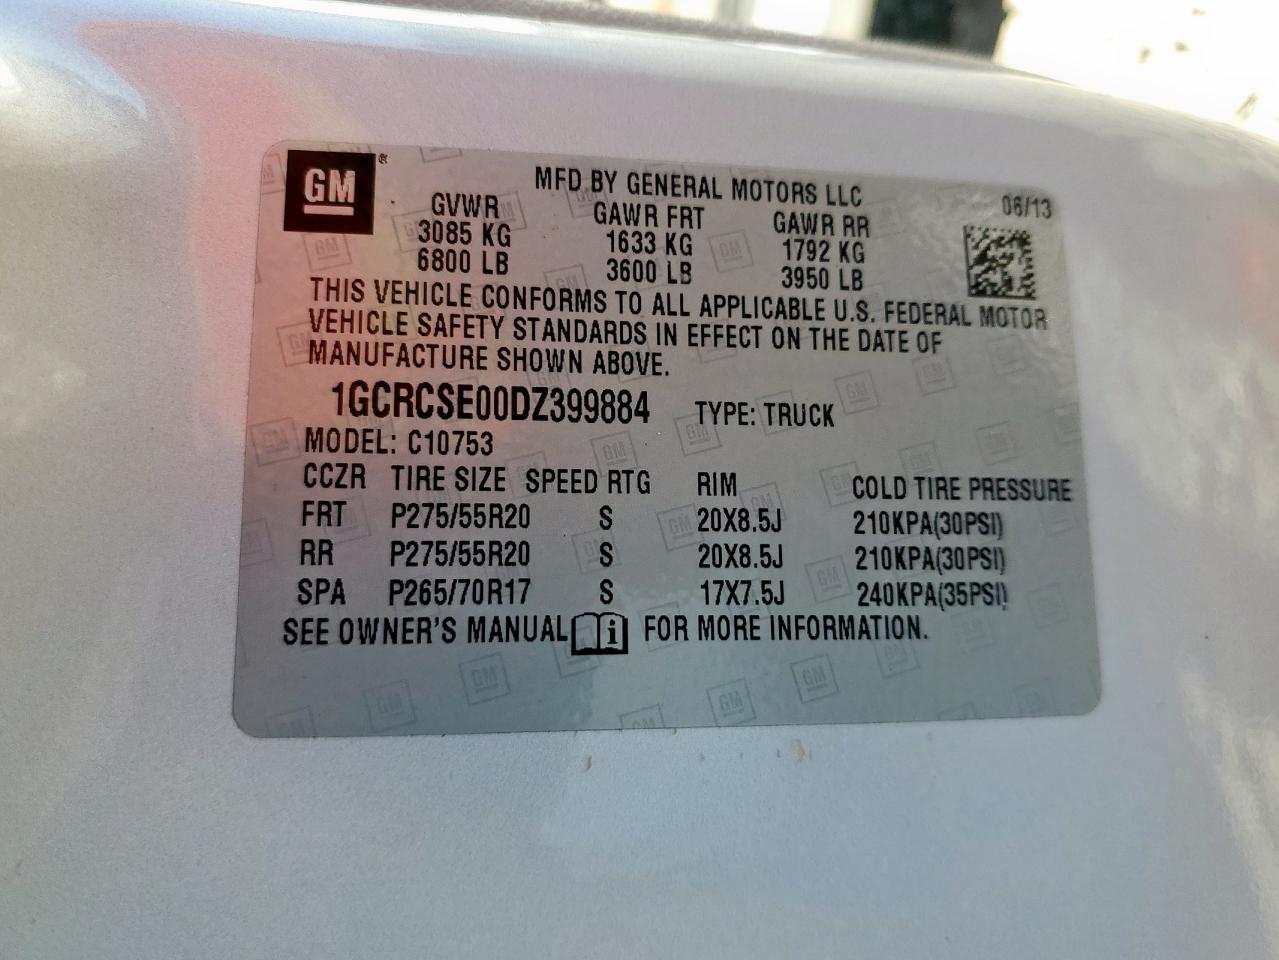 GM ®
MFD BY GENERAL MOTORS LLC 06/13
GVWR GAWR FRT GAWR RR
3085 KG 1633 KG 1792 KG
6800 LB 3600 LB 3950 LB
THIS VEHICLE CONFORMS TO ALL APPLICABLE U.S. FEDERAL MOTOR
VEHICLE SAFETY STANDARDS IN EFFECT ON THE DATE OF
MANUFACTURE SHOWN ABOVE.
1GCRCSE00DZ399884 TYPE: TRUCK
MODEL: C10753
CCZR TIRE SIZE SPEED RTG RIM COLD TIRE PRESSURE
FRT P275/55R20 S 20X8.5J 210KPA(30PSI)
RR P275/55R20 S 20X8.5J 210KPA(30PSI)
SPA P265/70R17 S 17X7.5J 240KPA(35PSI)
SEE OWNER'S MANUAL i FOR MORE INFORMATION.